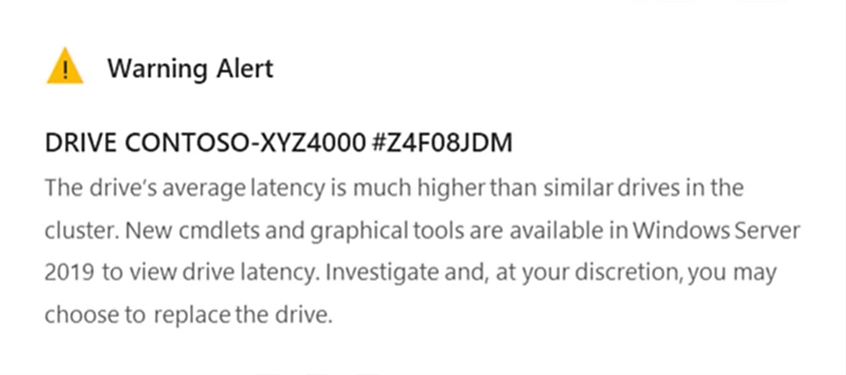 Warning Alert
DRIVE CONTOSO-XYZ4000 #Z4F08JDM
The drive's average latency is much higher than similar drives in the
cluster. New cmdlets and graphical tools are available in Windows Server
2019 to view drive latency. Investigate and, at your discretion, you may
choose to replace the drive.